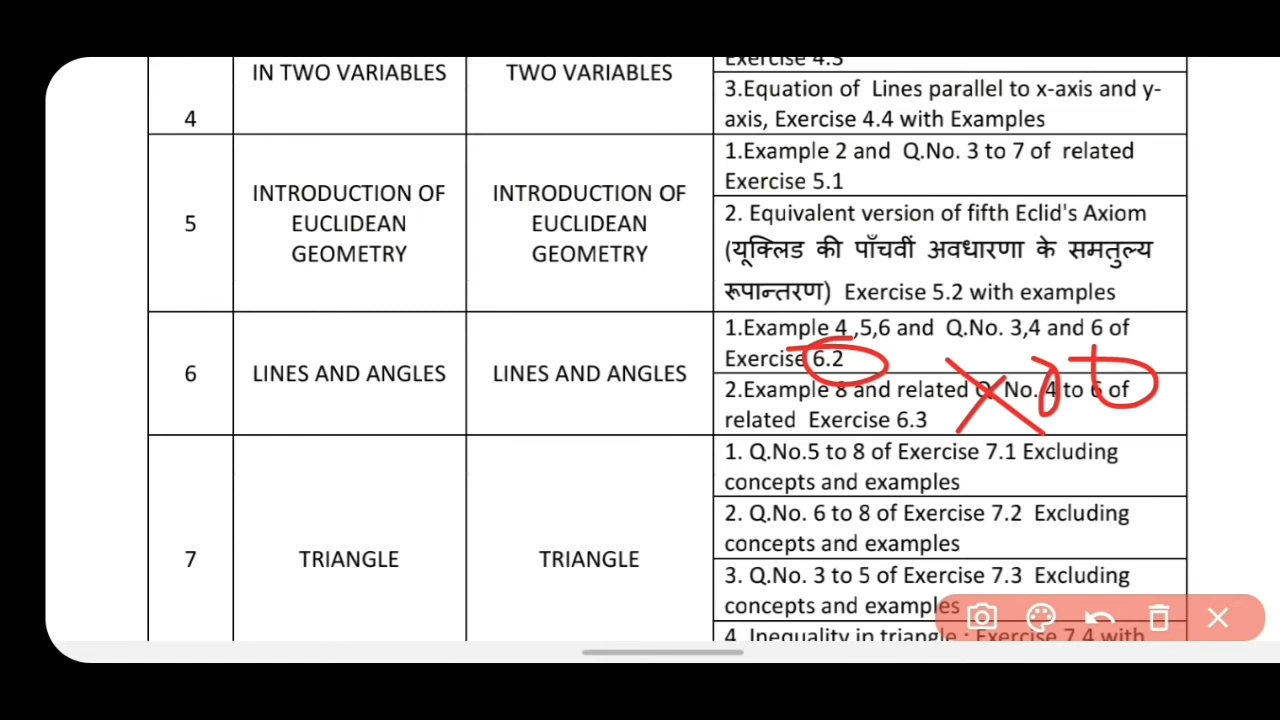 IN TWO VARIABLES
TWO VARIABLES
Exercise 4.3
4
3.Equation of Lines parallel to x-axis and y-
axis, Exercise 4.4 with Examples
5
INTRODUCTION OF
EUCLIDEAN
GEOMETRY
INTRODUCTION OF
EUCLIDEAN
GEOMETRY
1.Example 2 and Q.No. 3 to 7 of related
Exercise 5.1
2. Equivalent version of fifth Eclid's Axiom
(यूक्लिड की पाँचवीं अवधारणा के समतुल्य
रूपान्तरण) Exercise 5.2 with examples
6
LINES AND ANGLES
LINES AND ANGLES
1.Example 4 ,5,6 and Q.No. 3,4 and 6 of
Exercise 6.2
2.Example 8 and related Q. No. 4 to 6 of
related Exercise 6.3
7
TRIANGLE
TRIANGLE
1. Q.No.5 to 8 of Exercise 7.1 Excluding
concepts and examples
2. Q.No. 6 to 8 of Exercise 7.2 Excluding
concepts and examples
3. Q.No. 3 to 5 of Exercise 7.3 Excluding
concepts and examples
4. Inequality in triangle : Exercise 7.4 with